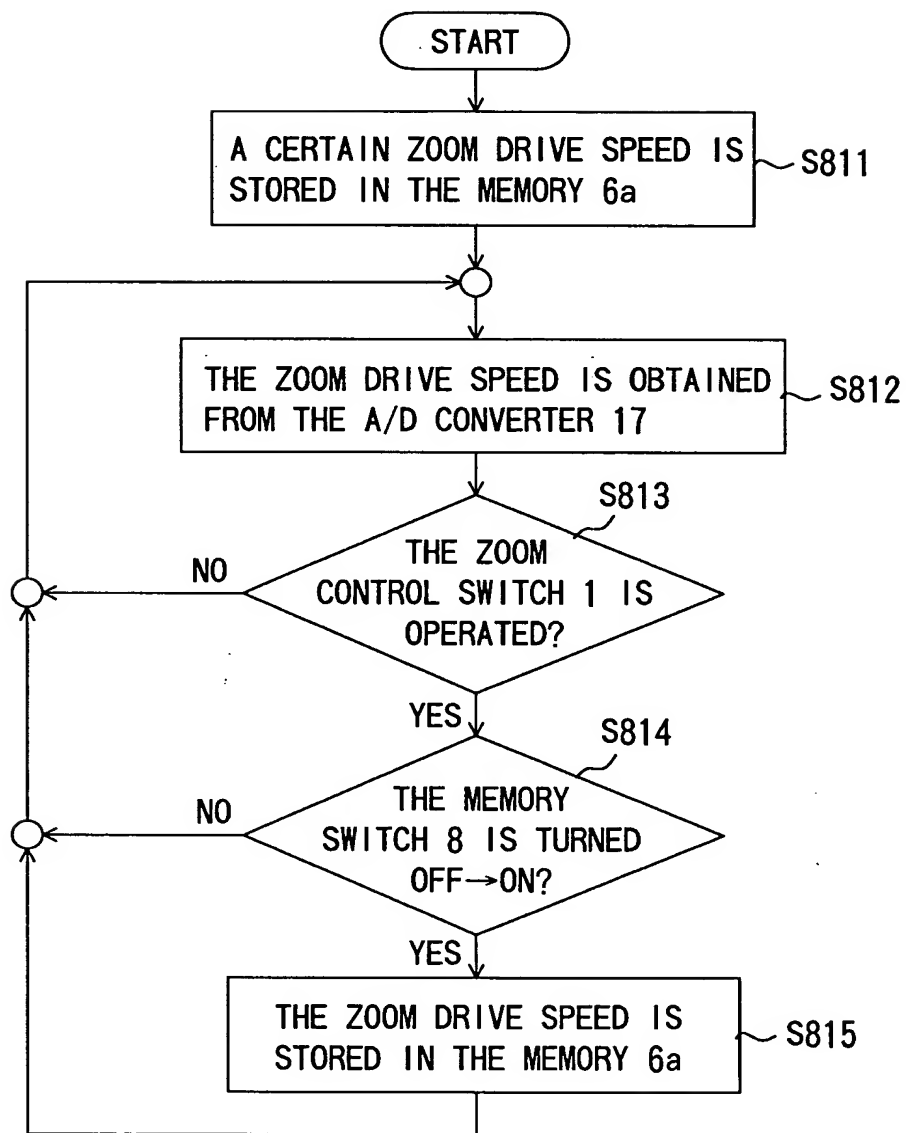 START
A CERTAIN ZOOM DRIVE SPEED IS
STORED IN THE MEMORY 6a
S811
THE ZOOM DRIVE SPEED IS OBTAINED
FROM THE A/D CONVERTER 17
S812
S813
THE ZOOM
CONTROL SWITCH 1 IS
OPERATED?
NO
YES
S814
THE MEMORY
SWITCH 8 IS TURNED
OFF→ON?
NO
YES
THE ZOOM DRIVE SPEED IS
STORED IN THE MEMORY 6a
S815